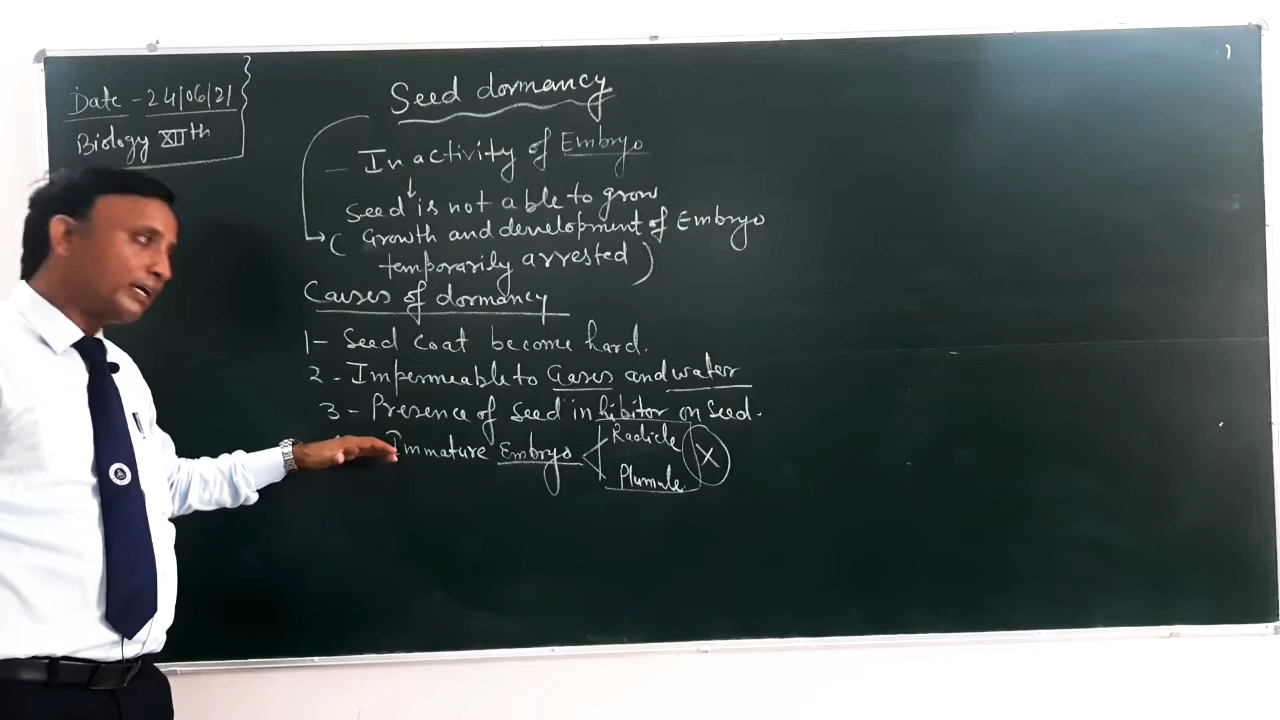 Date - 24/06/21
Biology XIIth
Seed dormancy
- Inactivity of Embryo
Seed is not able to grow
( Growth and development of Embryo
temporarily arrested )
Causes of dormancy
1- Seed coat become hard.
2 - Impermeable to Gases and water
3 - Presence of Seed inhibitor on Seed.
Immature Embryo Radicle X
Plumule.